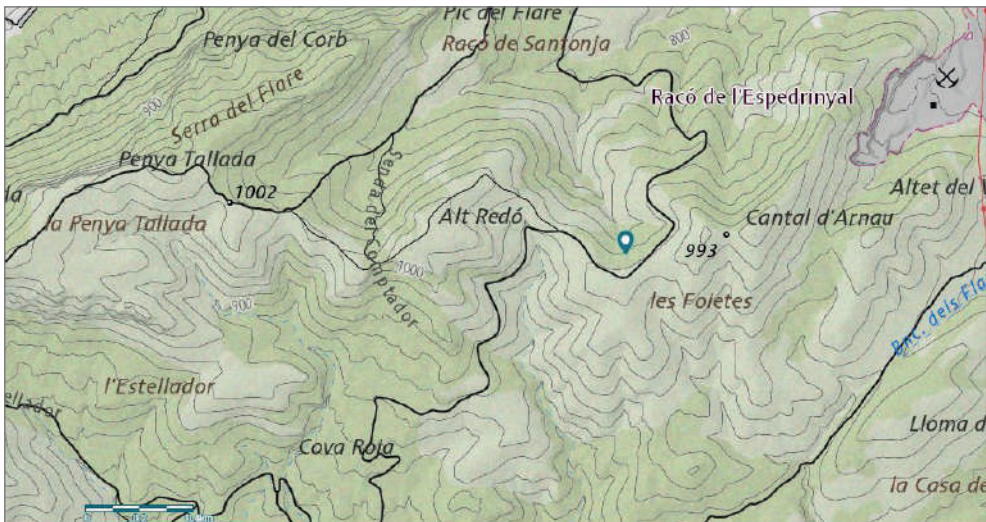 Pic del Flare
Penya del Corb
Racó de Santonja
800
900
Serra del Flare
Racó de l'Espedrinyal
Penya Tallada
1002
Senda del Comptador
Altet del
la Penya Tallada
Alt Redó
Cantal d'Arnau
993
1000
900
les Foietes
Bnc. dels Fla
l'Estellador
ellador
Cova Roja
Lloma d
la Casa de
0